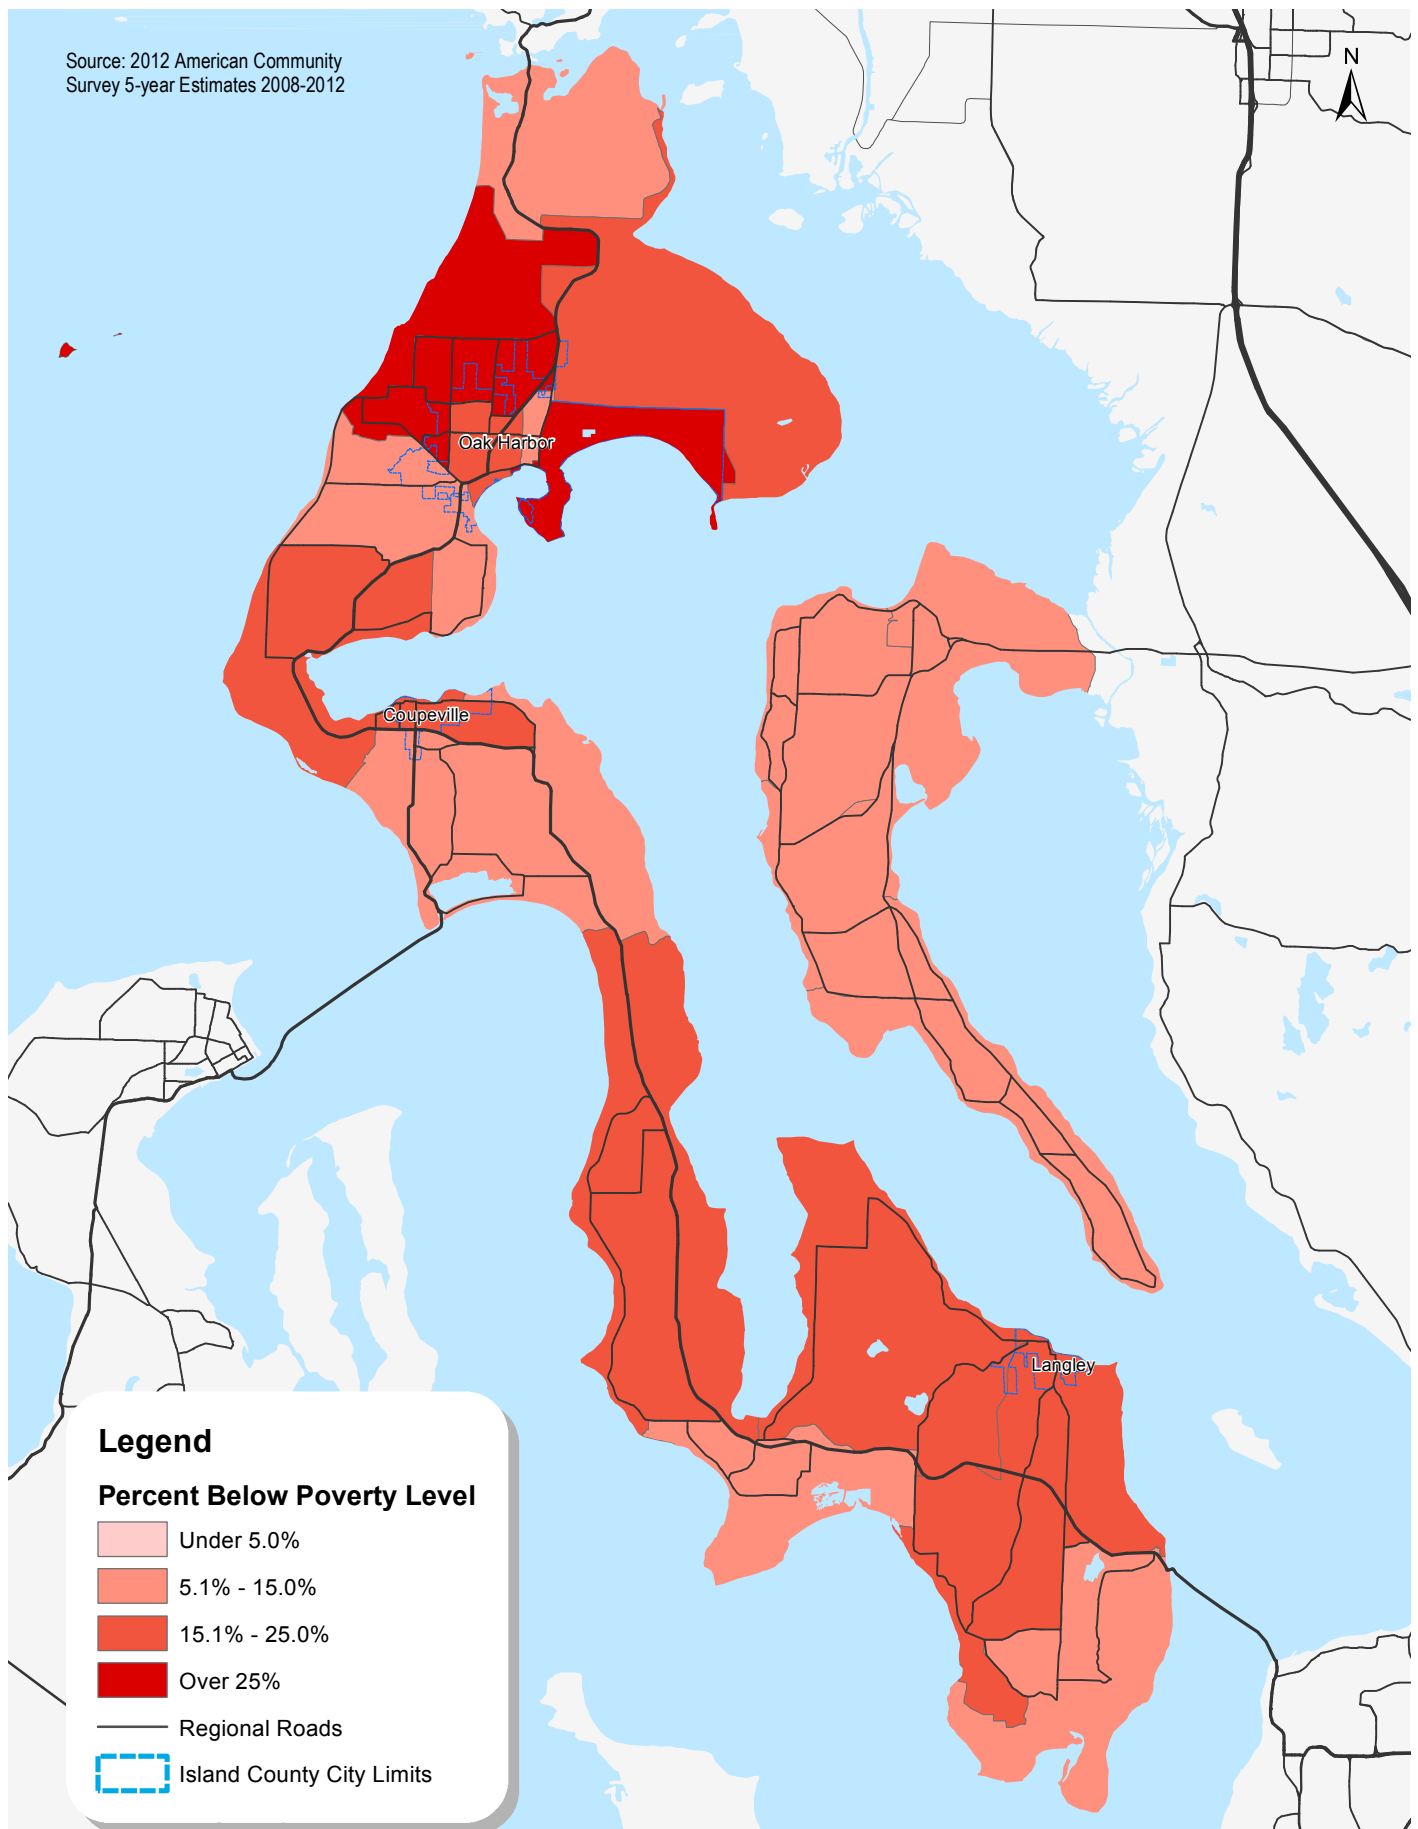 Source: 2012 American Community
Survey 5-year Estimates 2008-2012
N
Oak Harbor
Coupeville
Langley
Legend
Percent Below Poverty Level
Under 5.0%
5.1% - 15.0%
15.1% - 25.0%
Over 25%
Regional Roads
Island County City Limits